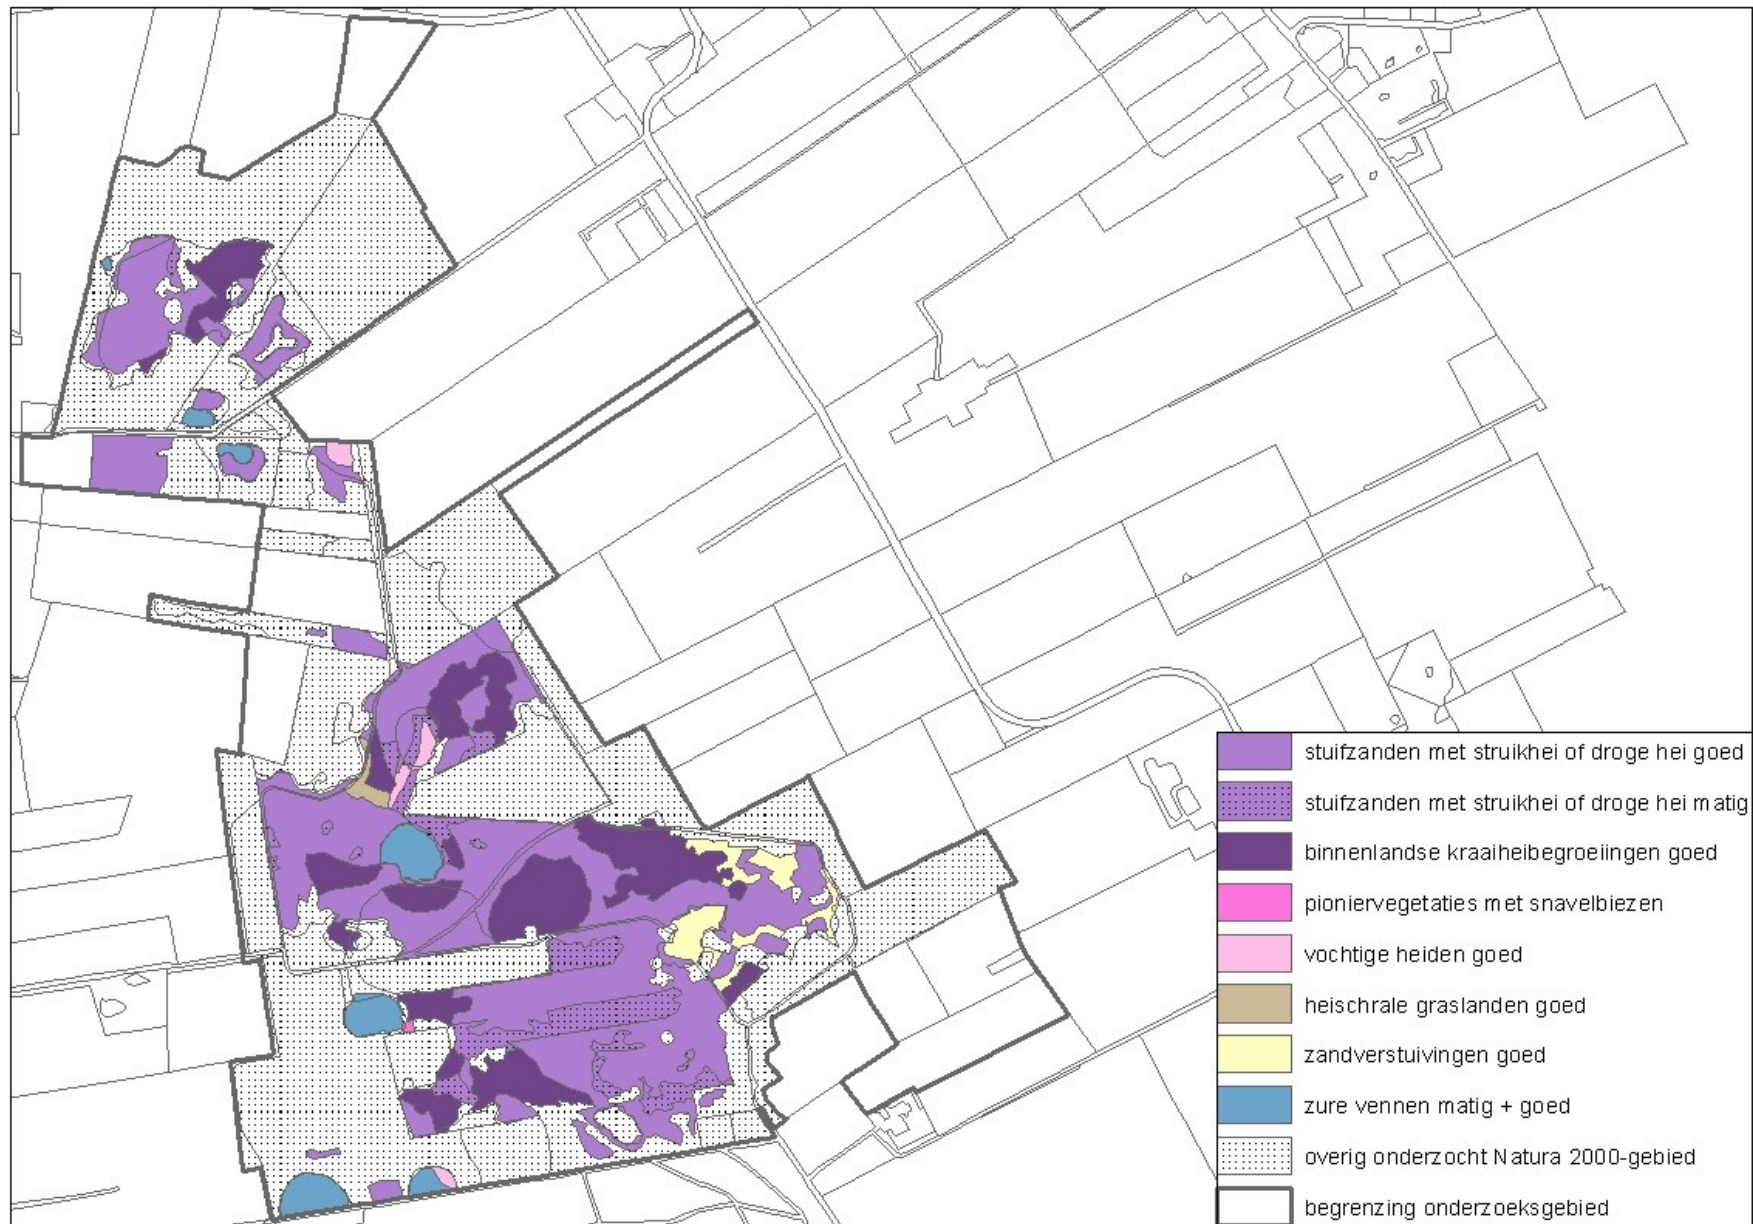 stuifzanden met struikhei of droge hei goed
stuifzanden met struikhei of droge hei matig
binnenlandse kraaiheibegroeiingen goed
pioniervegetaties met snavelbiezen
vochtige heiden goed
heischrale graslanden goed
zandverstuivingen goed
zure vennen matig + goed
overig onderzocht Natura 2000-gebied
begrenzing onderzoeksgebied